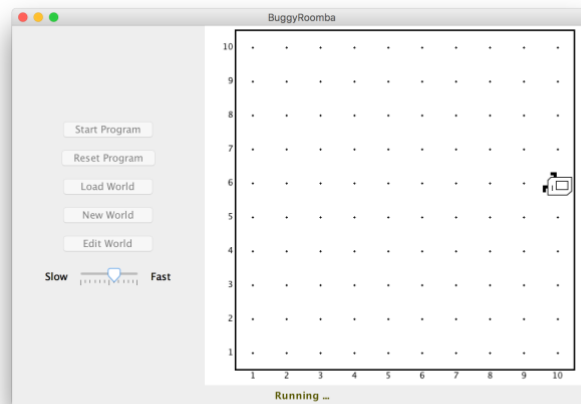 BuggyRoomba
Start Program
Reset Program
Load World
New World
Edit World
Slow Fast
10
9
8
7
6
5
4
3
2
1
1 2 3 4 5 6 7 8 9 10
Running ...